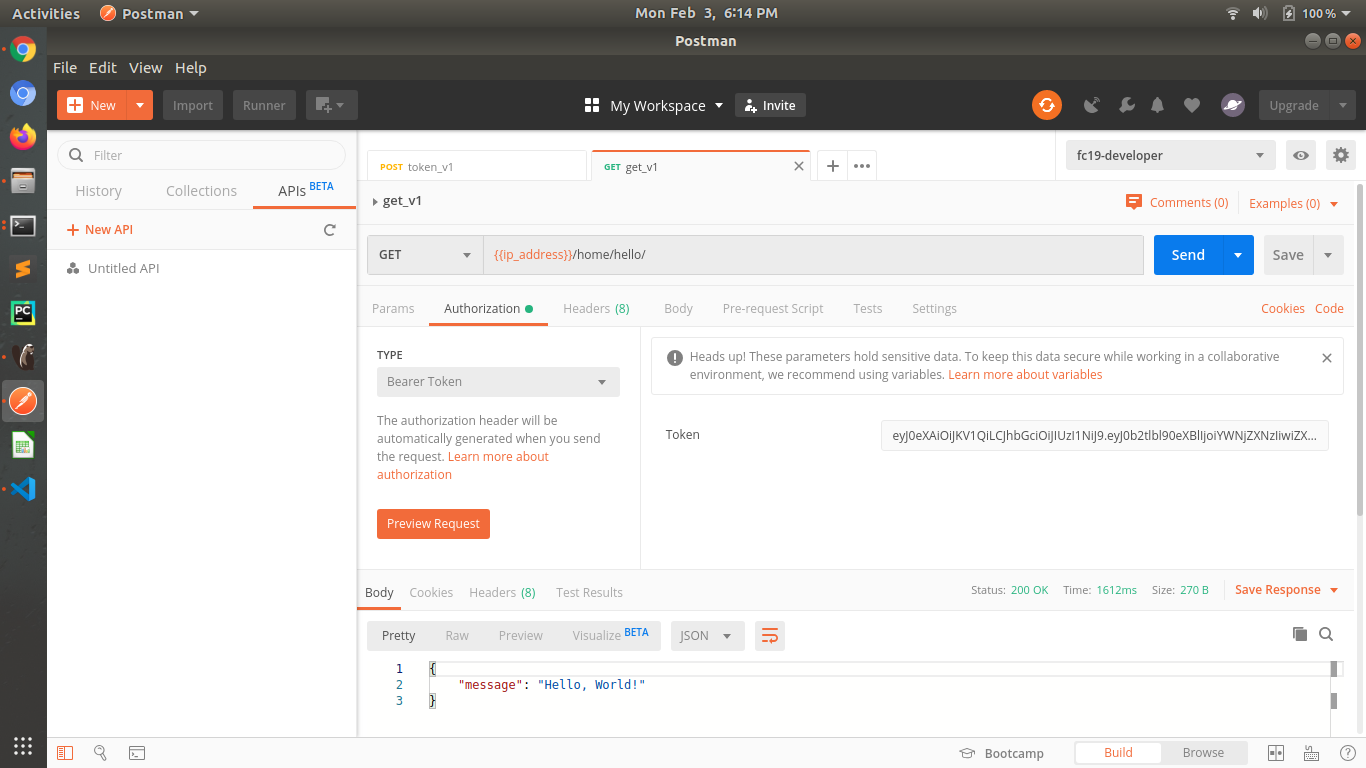 Activities Postman Mon Feb 3, 6:14 PM 100 %
Postman
File Edit View Help
New Import Runner My Workspace Invite Upgrade
Filter
History Collections APIs BETA
New API
Untitled API
POST token_v1 GET get_v1 fc19-developer
get_v1 Comments (0) Examples (0)
GET {{ip_address}}/home/hello/ Send Save
Params Authorization Headers (8) Body Pre-request Script Tests Settings Cookies Code
TYPE
Bearer Token
The authorization header will be
automatically generated when you send
the request. Learn more about
authorization
Preview Request
Heads up! These parameters hold sensitive data. To keep this data secure while working in a collaborative
environment, we recommend using variables. Learn more about variables
Token
Body Cookies Headers (8) Test Results Status: 200 OK Time: 1612ms Size: 270 B Save Response
Pretty Raw Preview Visualize BETA JSON
1 {
2 "message": "Hello, World!"
3 }
Bootcamp Build Browse